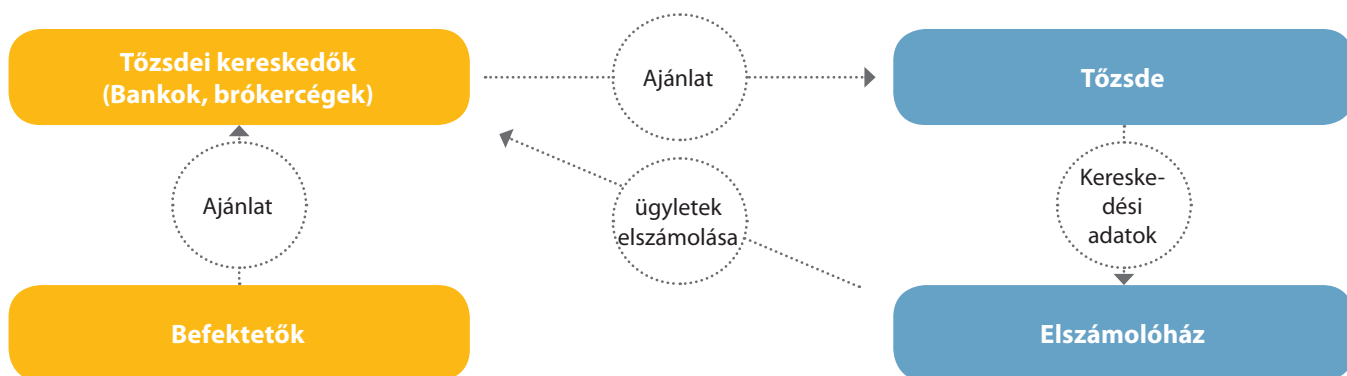 Tőzsdei kereskedők
(Bankok, brókercégek)
Ajánlat
Tőzsde
Ajánlat
ügyletek
elszámolása
Kereske-
dési
adatok
Befektetők
Elszámolóház